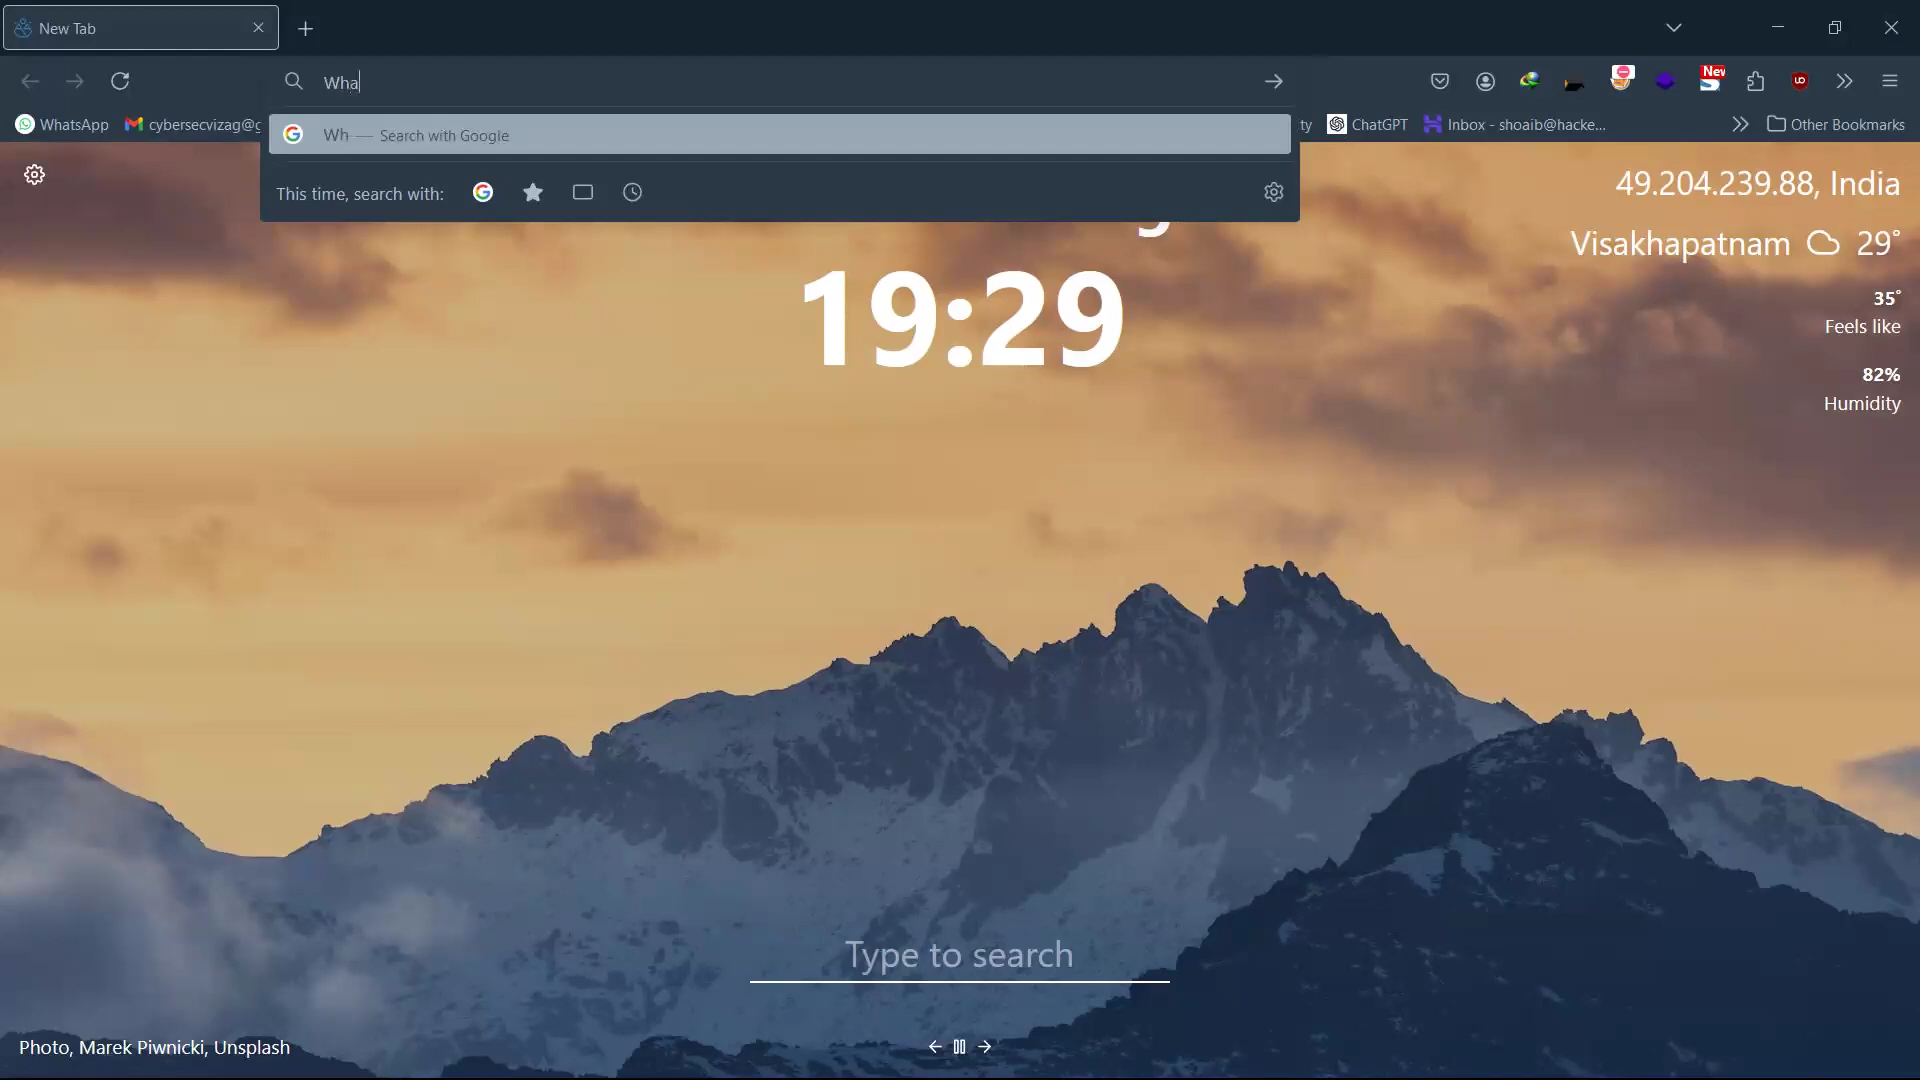 New Tab
Wha
WhatsApp
cybersecvizag@g
Wh — Search with Google
ty
ChatGPT
Inbox - shoaib@hacke...
Other Bookmarks
This time, search with:
49.204.239.88, India
Visakhapatnam 29°
35°
Feels like
82%
Humidity
19:29
Type to search
Photo, Marek Piwnicki, Unsplash
New